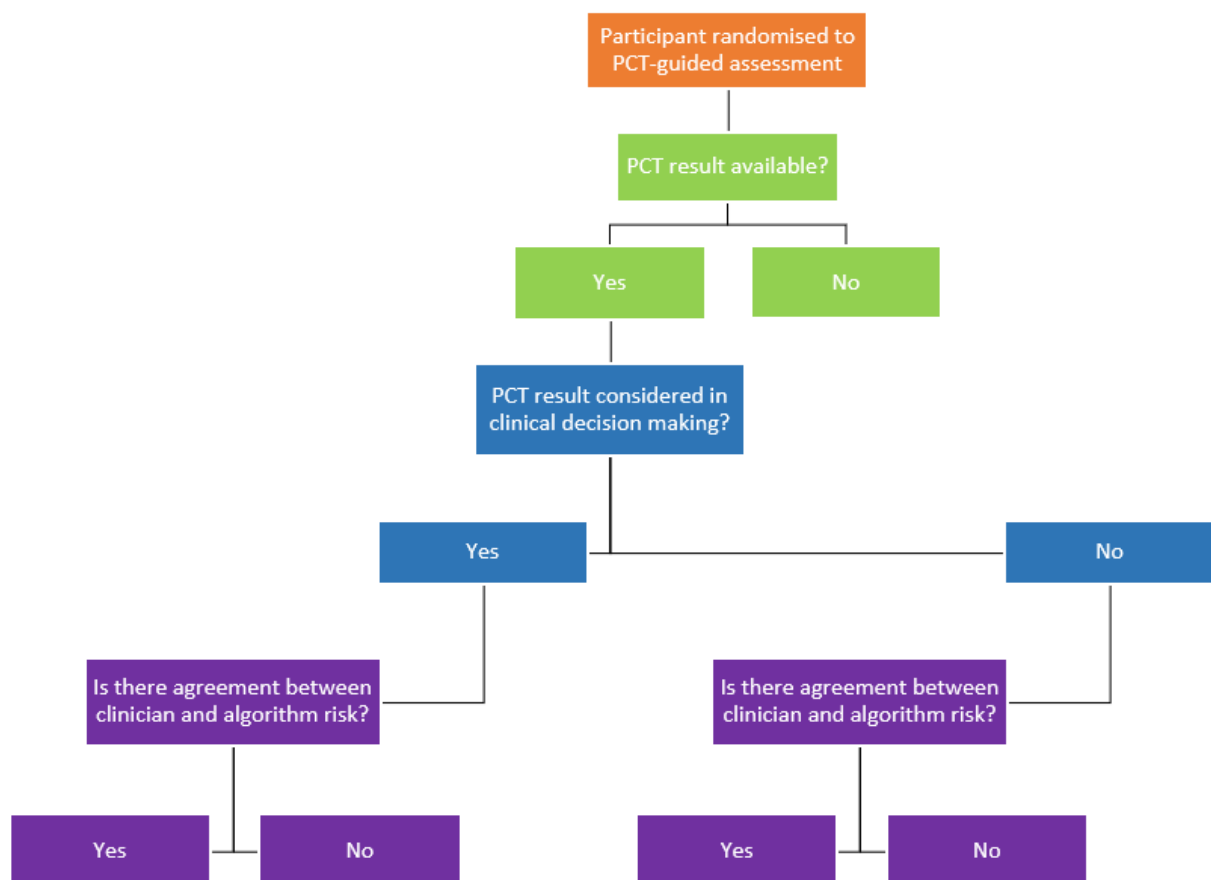 Participant randomised to
PCT-guided assessment
PCT result available?
Yes
No
PCT result considered in
clinical decision making?
Yes
No
Is there agreement between
clinician and algorithm risk?
Is there agreement between
clinician and algorithm risk?
Yes
No
Yes
No